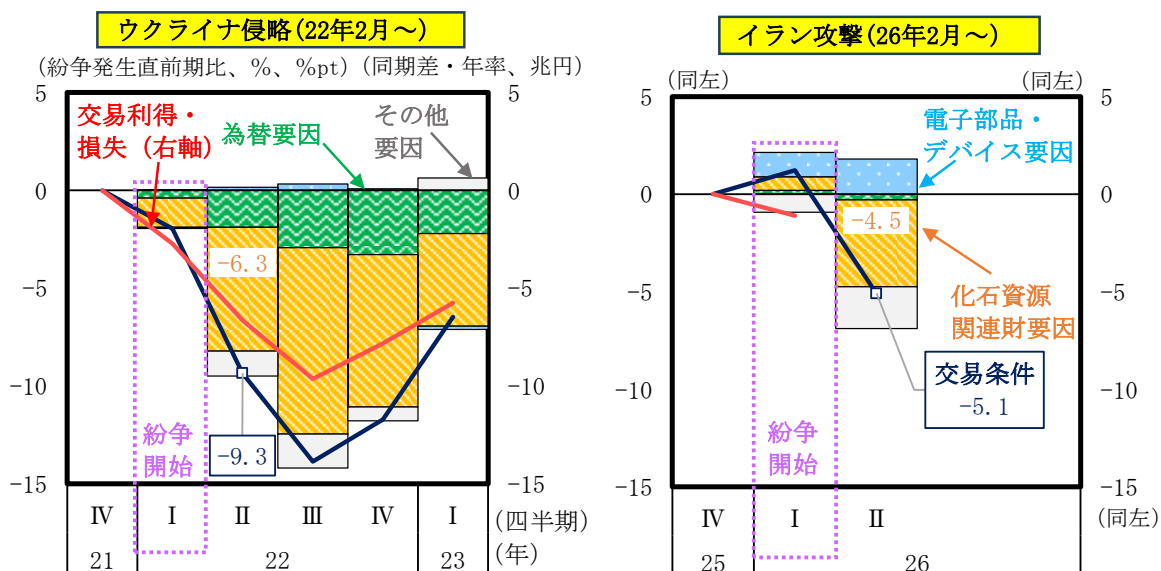 ウクライナ侵略(22年2月～)
(紛争発生直前期比、%、%pt)
(同期差・年率、兆円)
5
0
-5
-10
-15
5
0
-5
-10
-15
交易利得・
損失（右軸）
為替要因
その他
要因
-6.3
-9.3
紛争
開始
Ⅳ
Ⅰ
Ⅱ
Ⅲ
Ⅳ
Ⅰ
(四半期)
21
22
23
(年)
イラン攻撃(26年2月～)
(同左)
(同左)
5
0
-5
-10
-15
5
0
-5
-10
-15
電子部品・
デバイス要因
-4.5
化石資源
関連財要因
交易条件
-5.1
紛争
開始
Ⅳ
Ⅰ
Ⅱ
(同左)
25
26